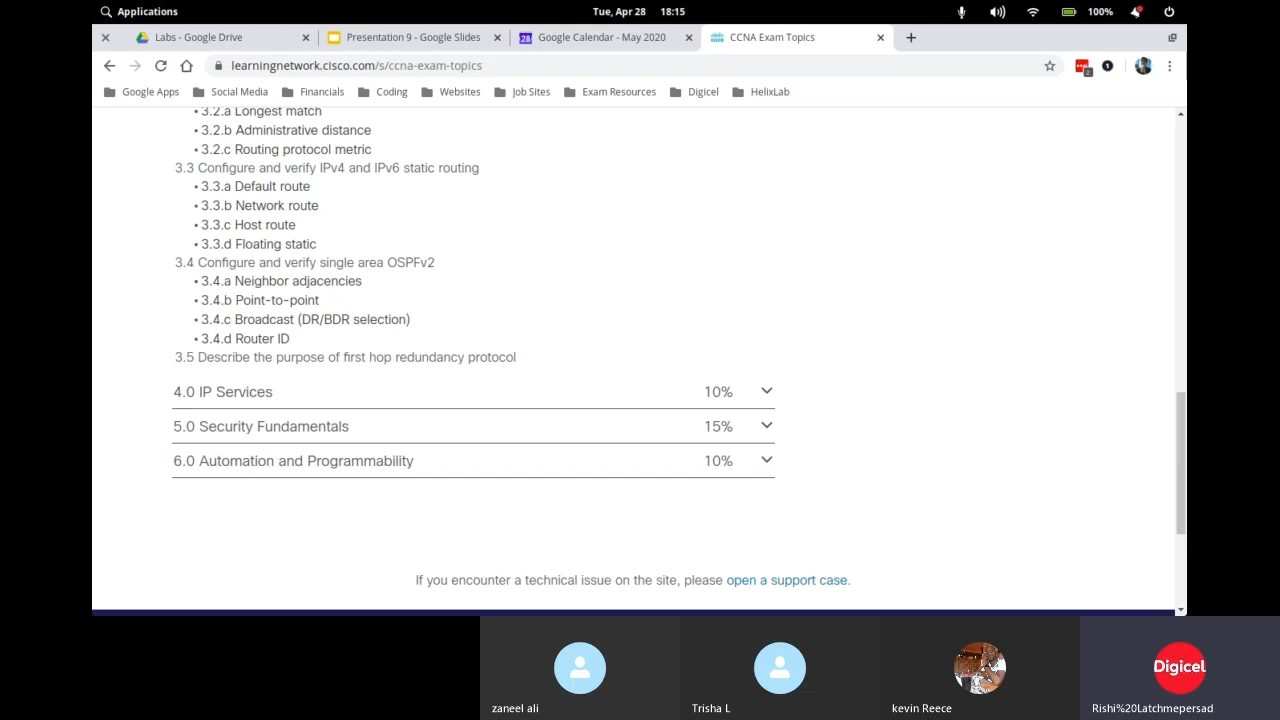 Applications
Tue, Apr 28 18:15
100%
Labs - Google Drive
Presentation 9 - Google Slides
28 Google Calendar - May 2020
CCNA Exam Topics
learningnetwork.cisco.com/s/ccna-exam-topics
2
Google Apps
Social Media
Financials
Coding
Websites
Job Sites
Exam Resources
Digicel
HelixLab
• 3.2.a Longest match
• 3.2.b Administrative distance
• 3.2.c Routing protocol metric
3.3 Configure and verify IPv4 and IPv6 static routing
• 3.3.a Default route
• 3.3.b Network route
• 3.3.c Host route
• 3.3.d Floating static
3.4 Configure and verify single area OSPFv2
• 3.4.a Neighbor adjacencies
• 3.4.b Point-to-point
• 3.4.c Broadcast (DR/BDR selection)
• 3.4.d Router ID
3.5 Describe the purpose of first hop redundancy protocol
4.0 IP Services 10%
5.0 Security Fundamentals 15%
6.0 Automation and Programmability 10%
If you encounter a technical issue on the site, please open a support case.
Digicel
zaneel ali
Trisha L
kevin Reece
Rishi%20Latchmepersad